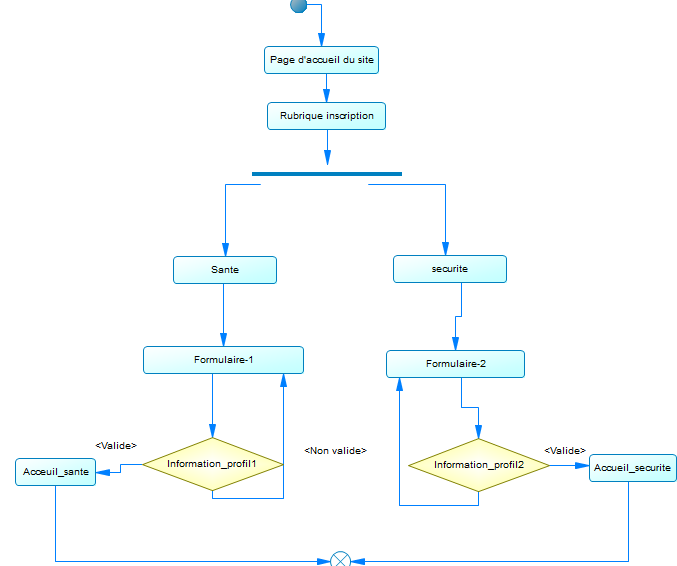 Page d'accueil du site
Rubrique inscription
Sante
securite
Formulaire-1
Formulaire-2
<Valide>
Information_profil1
<Non valide>
Information_profil2
<Valide>
Acceuil_sante
Accueil_securite